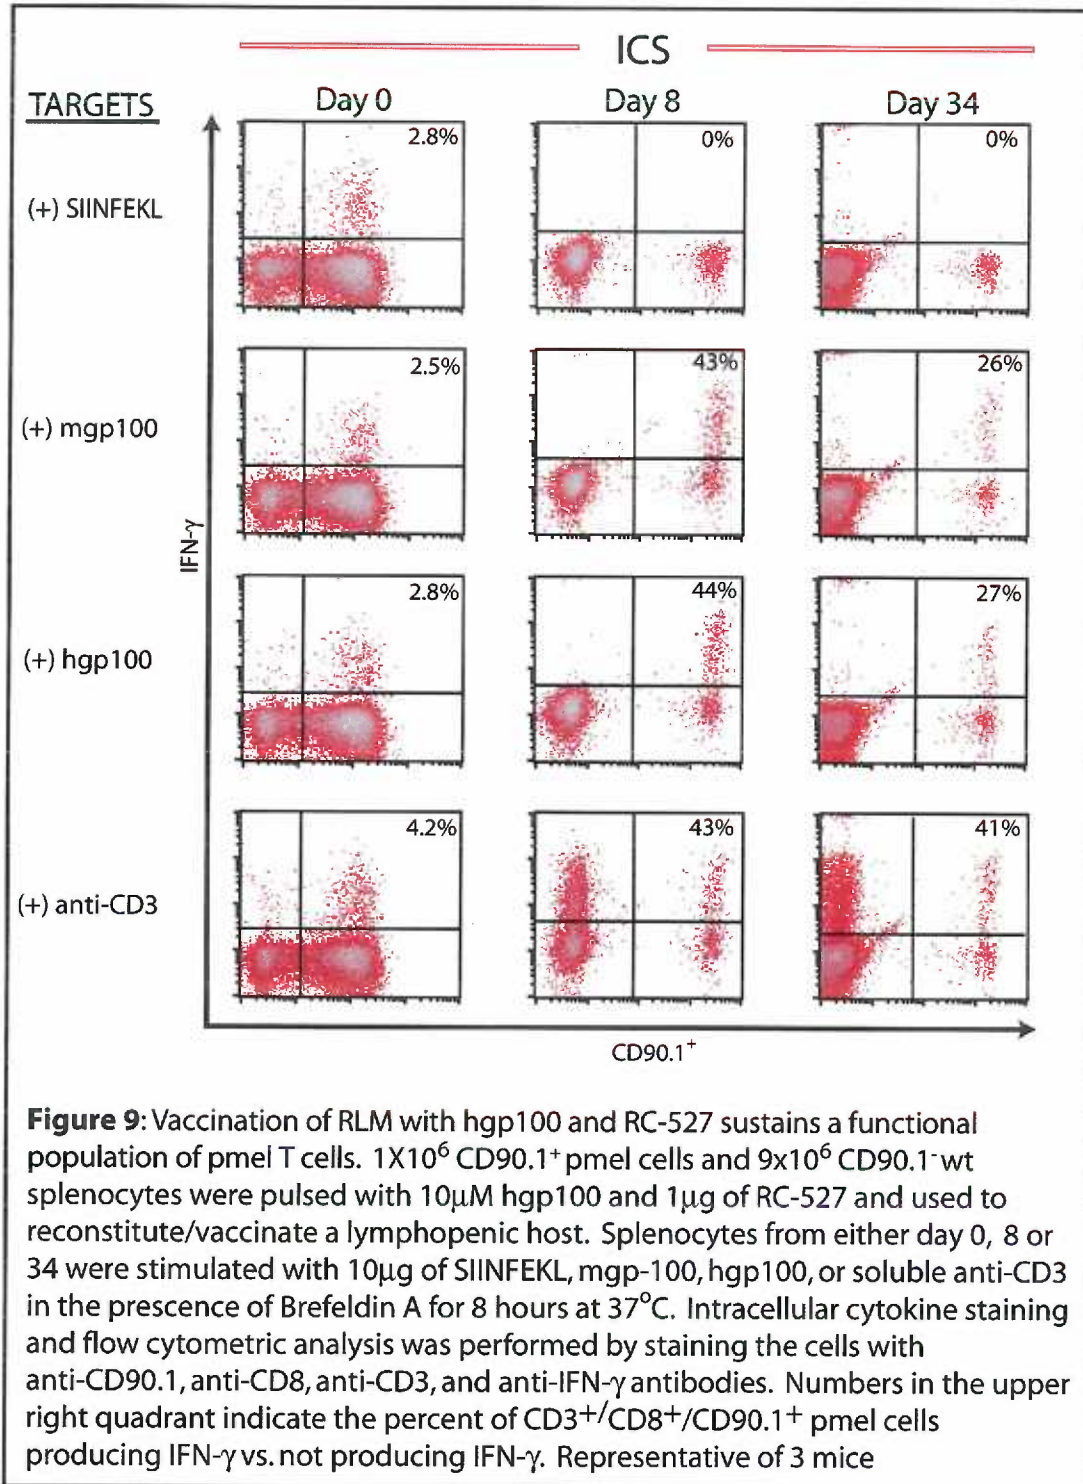 ICS
TARGETS
Day 0
Day 8
Day 34
(+) SIINFEKL
2.8%
0%
0%
(+) mgp100
2.5%
43%
26%
IFN-γ
(+) hgp100
2.8%
44%
27%
(+) anti-CD3
4.2%
43%
41%
CD90.1⁺
Figure 9: Vaccination of RLM with hgp100 and RC-527 sustains a functional
population of pmel T cells. 1X10⁶ CD90.1⁺ pmel cells and 9x10⁶ CD90.1⁻ wt
splenocytes were pulsed with 10μM hgp100 and 1μg of RC-527 and used to
reconstitute/vaccinate a lymphopenic host. Splenocytes from either day 0, 8 or
34 were stimulated with 10μg of SIINFEKL, mgp-100, hgp100, or soluble anti-CD3
in the prescence of Brefeldin A for 8 hours at 37°C. Intracellular cytokine staining
and flow cytometric analysis was performed by staining the cells with
anti-CD90.1, anti-CD8, anti-CD3, and anti-IFN-γ antibodies. Numbers in the upper
right quadrant indicate the percent of CD3⁺/CD8⁺/CD90.1⁺ pmel cells
producing IFN-γ vs. not producing IFN-γ. Representative of 3 mice